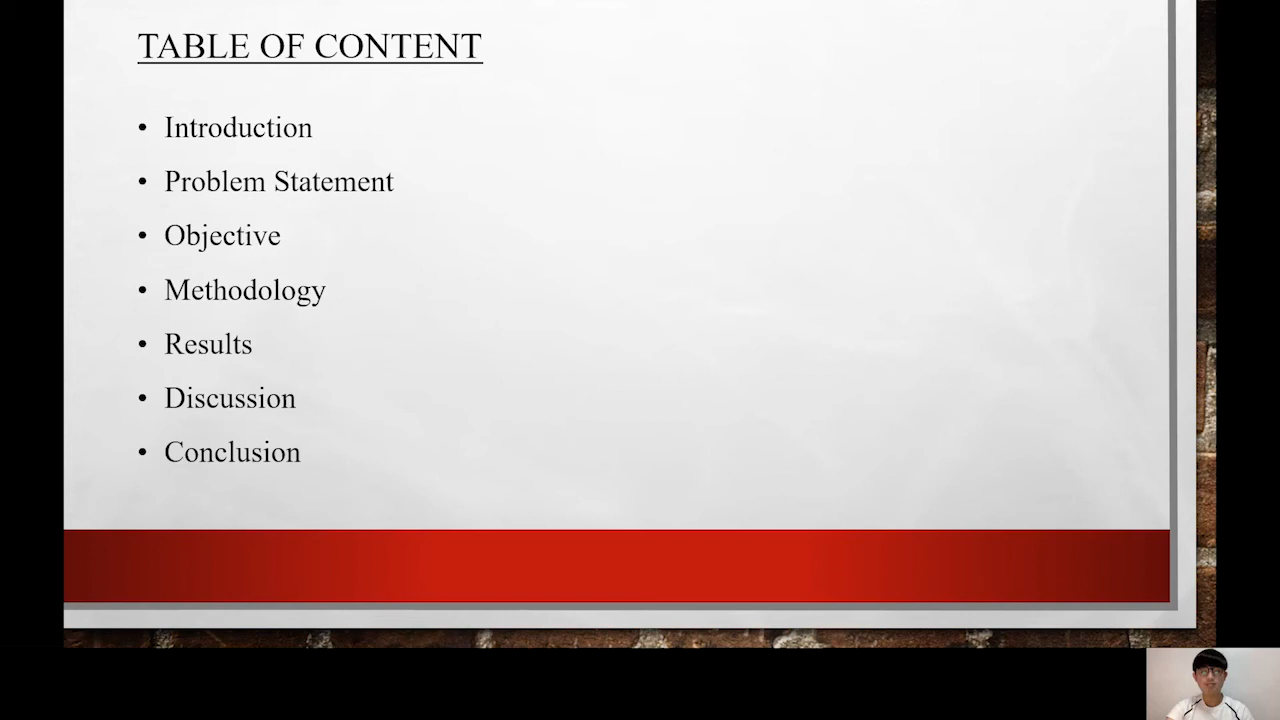 TABLE OF CONTENT
• Introduction
• Problem Statement
• Objective
• Methodology
• Results
• Discussion
• Conclusion